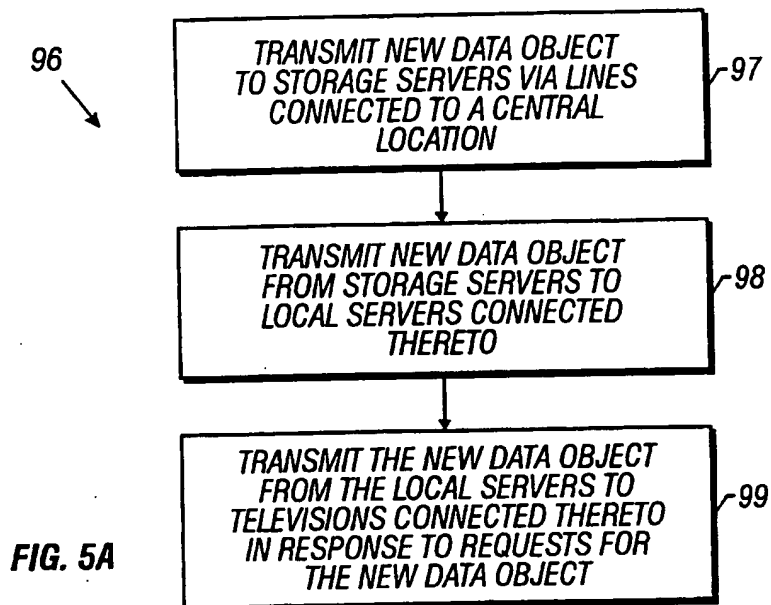 96
TRANSMIT NEW DATA OBJECT
TO STORAGE SERVERS VIA LINES
CONNECTED TO A CENTRAL
LOCATION
97
TRANSMIT NEW DATA OBJECT
FROM STORAGE SERVERS TO
LOCAL SERVERS CONNECTED
THERETO
98
TRANSMIT THE NEW DATA OBJECT
FROM THE LOCAL SERVERS TO
TELEVISIONS CONNECTED THERETO
IN RESPONSE TO REQUESTS FOR
THE NEW DATA OBJECT
99
FIG. 5A